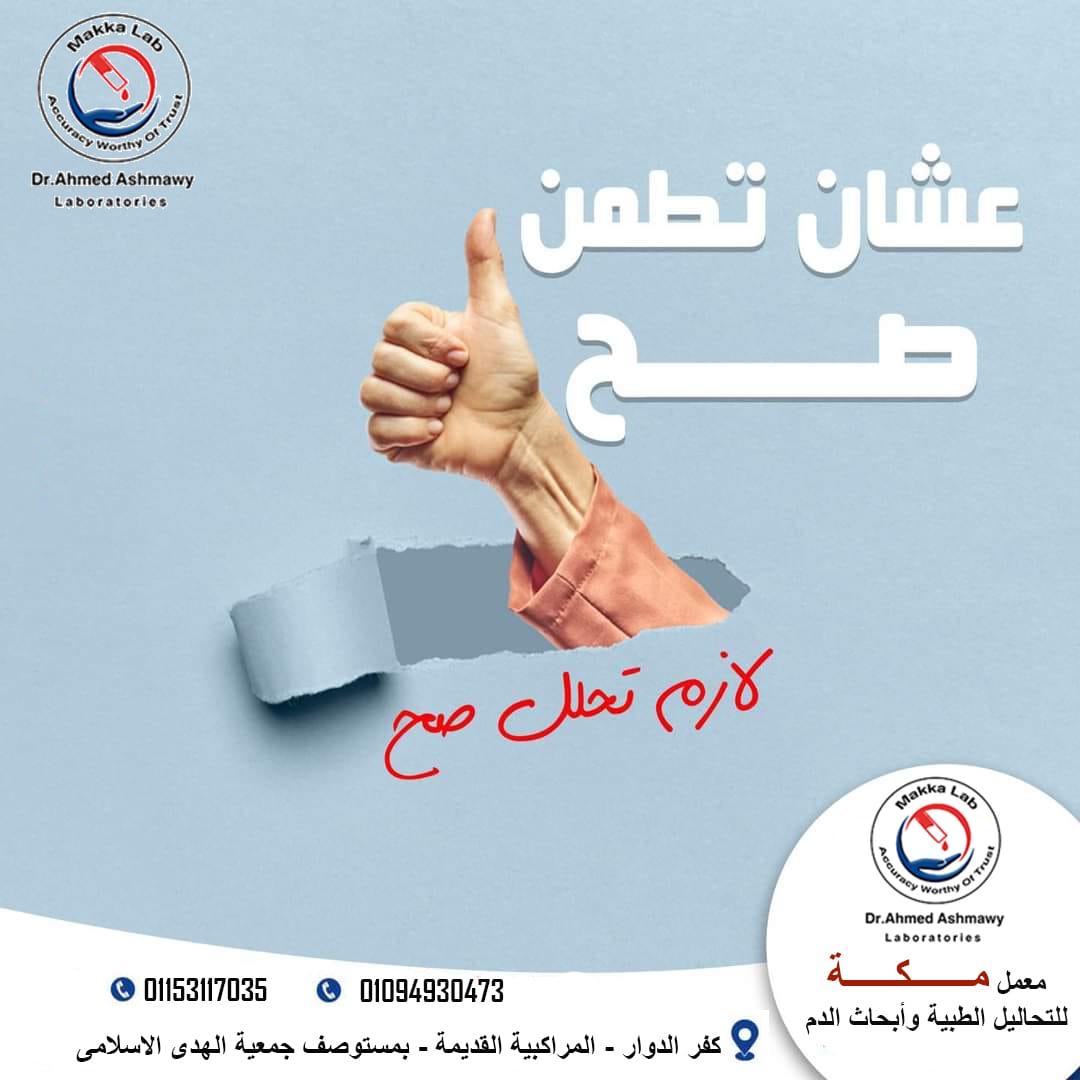 Makka Lab
Accuracy Worthy Of Trust
Dr.Ahmed Ashmawy
Laboratories
عشان تطمن
صح
لازم تحلل صح
Makka Lab
Accuracy Worthy Of Trust
Dr.Ahmed Ashmawy
Laboratories
معمل مـــــكـــــة
للتحاليل الطبية وأبحاث الدم
01153117035 01094930473
كفر الدوار - المراكبية القديمة - بمستوصف جمعية الهدى الاسلامى